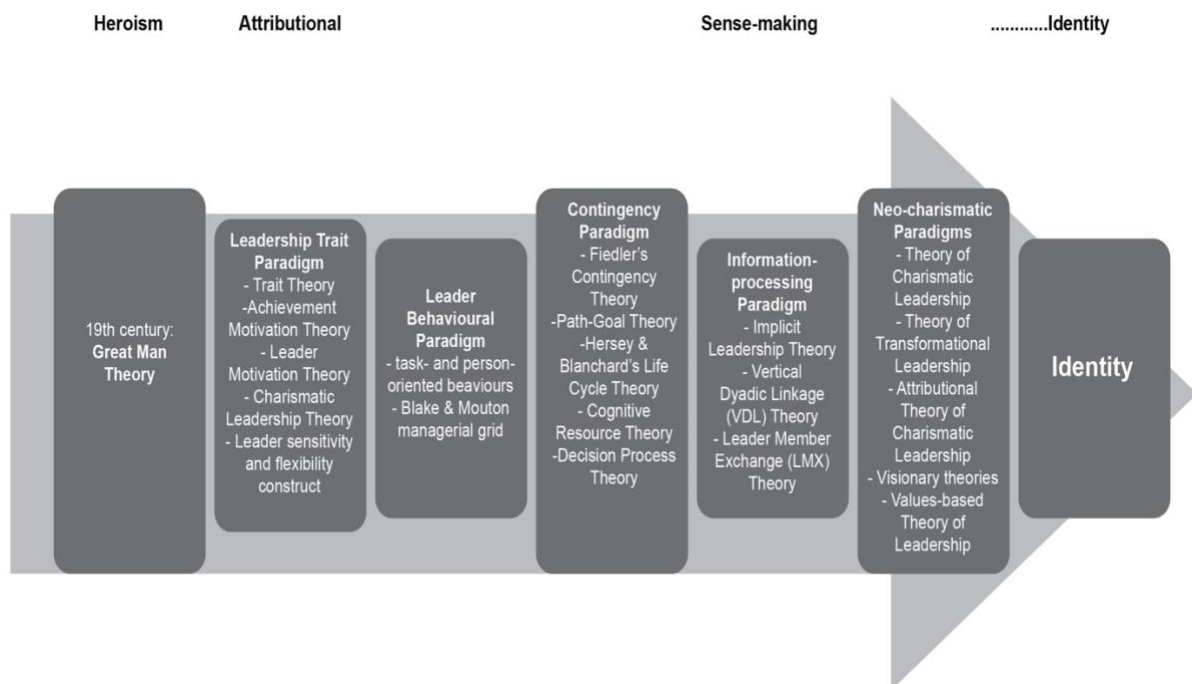 Heroism
Attributional
Sense-making
............Identity
19th century:
Great Man
Theory
Leadership Trait
Paradigm
- Trait Theory
-Achievement
Motivation Theory
- Leader
Motivation Theory
- Charismatic
Leadership Theory
- Leader sensitivity
and flexibility
construct
Leader
Behavioural
Paradigm
- task- and person-
oriented beaviours
- Blake & Mouton
managerial grid
Contingency
Paradigm
- Fiedler's
Contingency
Theory
-Path-Goal Theory
-Hersey &
Blanchard's Life
Cycle Theory
- Cognitive
Resource Theory
-Decision Process
Theory
Information-
processing
Paradigm
- Implicit
Leadership Theory
- Vertical
Dyadic Linkage
(VDL) Theory
- Leader Member
Exchange (LMX)
Theory
Neo-charismatic
Paradigms
- Theory of
Charismatic
Leadership
- Theory of
Transformational
Leadership
- Attributional
Theory of
Charismatic
Leadership
- Visionary theories
- Values-based
Theory of
Leadership
Identity